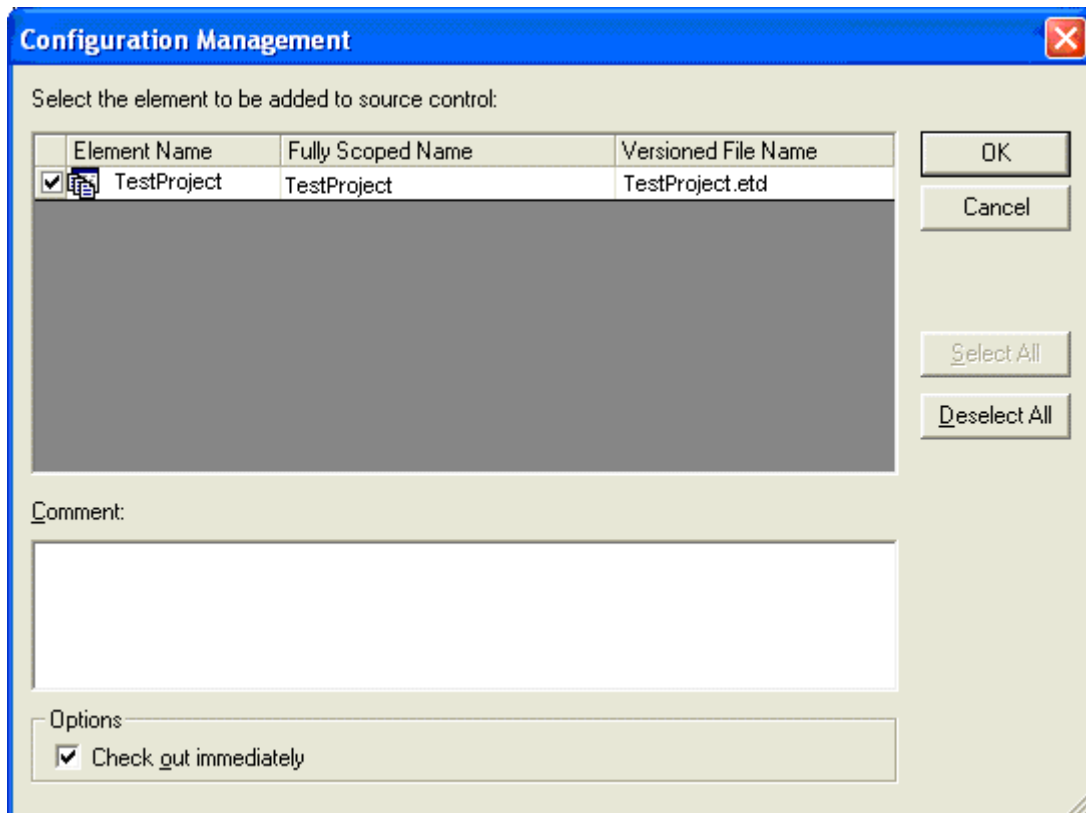 Configuration Management
Select the element to be added to source control:
Element Name Fully Scoped Name Versioned File Name
TestProject TestProject TestProject.etd
OK
Cancel
Select All
Deselect All
Comment:
Options
Check out immediately